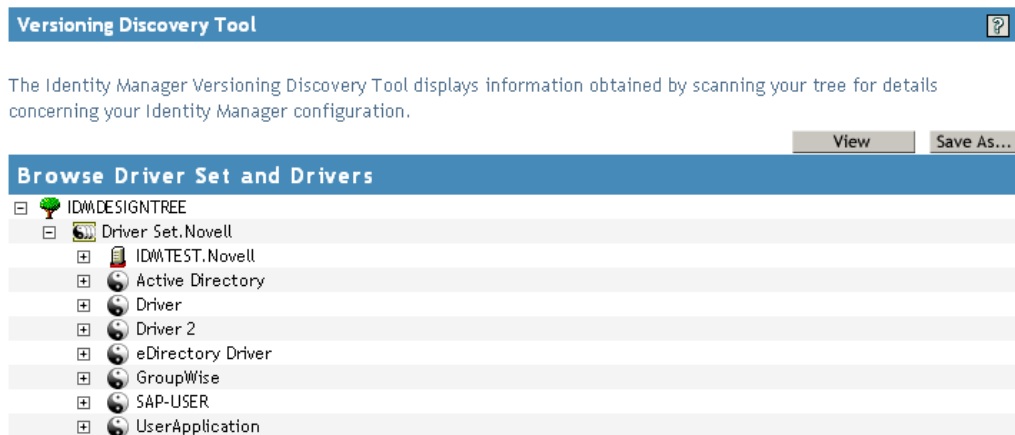 Versioning Discovery Tool
?
The Identity Manager Versioning Discovery Tool displays information obtained by scanning your tree for details
concerning your Identity Manager configuration.
View Save As...
Browse Driver Set and Drivers
IDMDESIGNTREE
Driver Set.Novell
IDMTEST.Novell
Active Directory
Driver
Driver 2
eDirectory Driver
GroupWise
SAP-USER
UserApplication